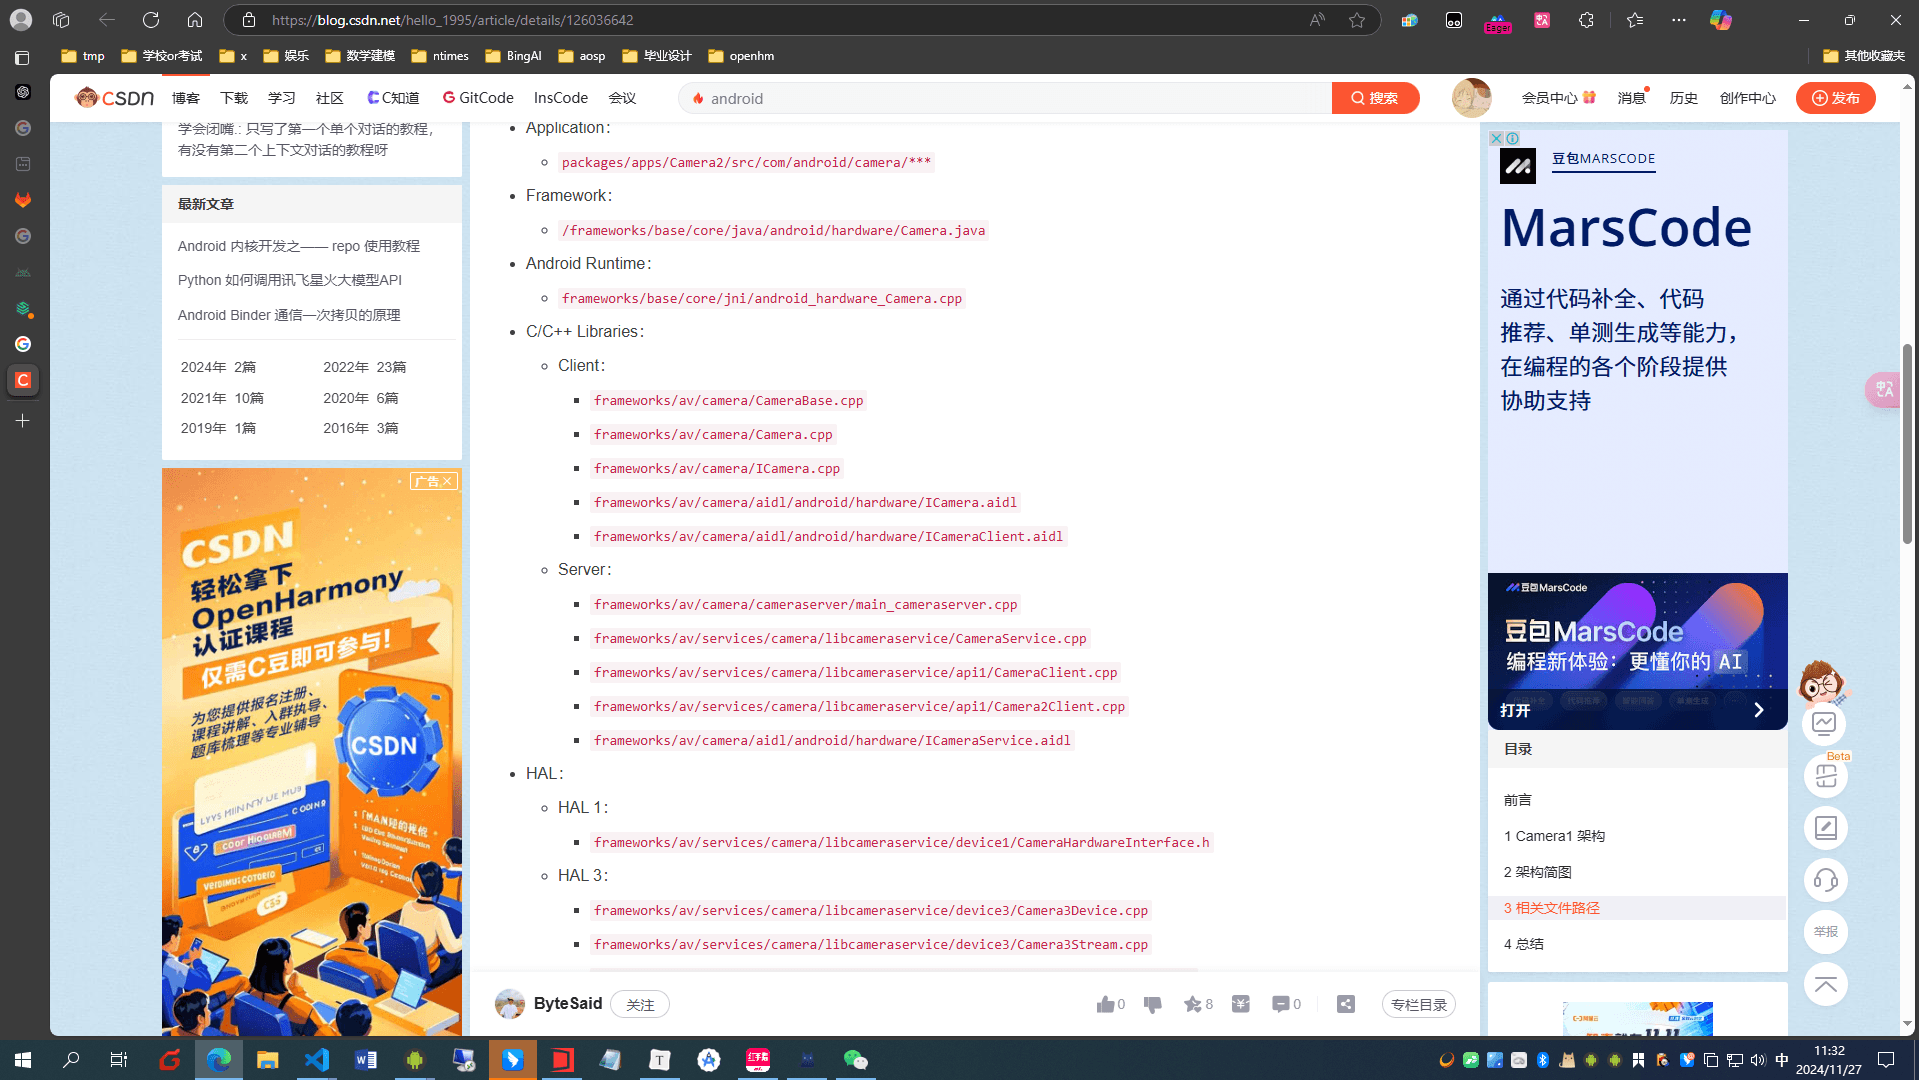 https://blog.csdn.net/hello_1995/article/details/126036642
Eager
tmp
学校or考试
x
娱乐
数学建模
ntimes
BingAI
aosp
毕业设计
openhm
其他收藏夹
CSDN
博客
下载
学习
社区
C知道
GitCode
InsCode
会议
android
搜索
会员中心
消息
历史
创作中心
发布
学会闭嘴.: 只写了第一个单个对话的教程，
有没有第二个上下文对话的教程呀
最新文章
Android 内核开发之—— repo 使用教程
Python 如何调用讯飞星火大模型API
Android Binder 通信一次拷贝的原理
2024年 2篇
2022年 23篇
2021年 10篇
2020年 6篇
2019年 1篇
2016年 3篇
广告
CSDN
轻松拿下
OpenHarmony
认证课程
仅需C豆即可参与!
为您提供报名注册、
课程讲解、入群执导、
题库梳理等专业辅导
CSDN
Application：
packages/apps/Camera2/src/com/android/camera/***
Framework：
/frameworks/base/core/java/android/hardware/Camera.java
Android Runtime：
frameworks/base/core/jni/android_hardware_Camera.cpp
C/C++ Libraries：
Client：
frameworks/av/camera/CameraBase.cpp
frameworks/av/camera/Camera.cpp
frameworks/av/camera/ICamera.cpp
frameworks/av/camera/aidl/android/hardware/ICamera.aidl
frameworks/av/camera/aidl/android/hardware/ICameraClient.aidl
Server：
frameworks/av/camera/cameraserver/main_cameraserver.cpp
frameworks/av/services/camera/libcameraservice/CameraService.cpp
frameworks/av/services/camera/libcameraservice/api1/CameraClient.cpp
frameworks/av/services/camera/libcameraservice/api1/Camera2Client.cpp
frameworks/av/camera/aidl/android/hardware/ICameraService.aidl
HAL：
HAL 1：
frameworks/av/services/camera/libcameraservice/device1/CameraHardwareInterface.h
HAL 3：
frameworks/av/services/camera/libcameraservice/device3/Camera3Device.cpp
frameworks/av/services/camera/libcameraservice/device3/Camera3Stream.cpp
ByteSaid
关注
0
8
0
专栏目录
豆包MARSCODE
MarsCode
通过代码补全、代码
推荐、单测生成等能力，
在编程的各个阶段提供
协助支持
豆包MarsCode
豆包MarsCode
编程新体验：更懂你的 AI
打开
目录
前言
1 Camera1 架构
2 架构简图
3 相关文件路径
4 总结
Beta
举报
中
11:32
2024/11/27